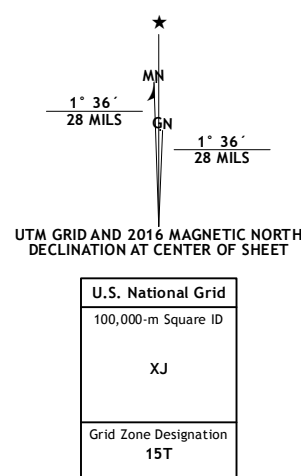 MN
1° 36´
28 MILS
GN
1° 36´
28 MILS
UTM GRID AND 2016 MAGNETIC NORTH
DECLINATION AT CENTER OF SHEET
U.S. National Grid
100,000-m Square ID
XJ
Grid Zone Designation
15T